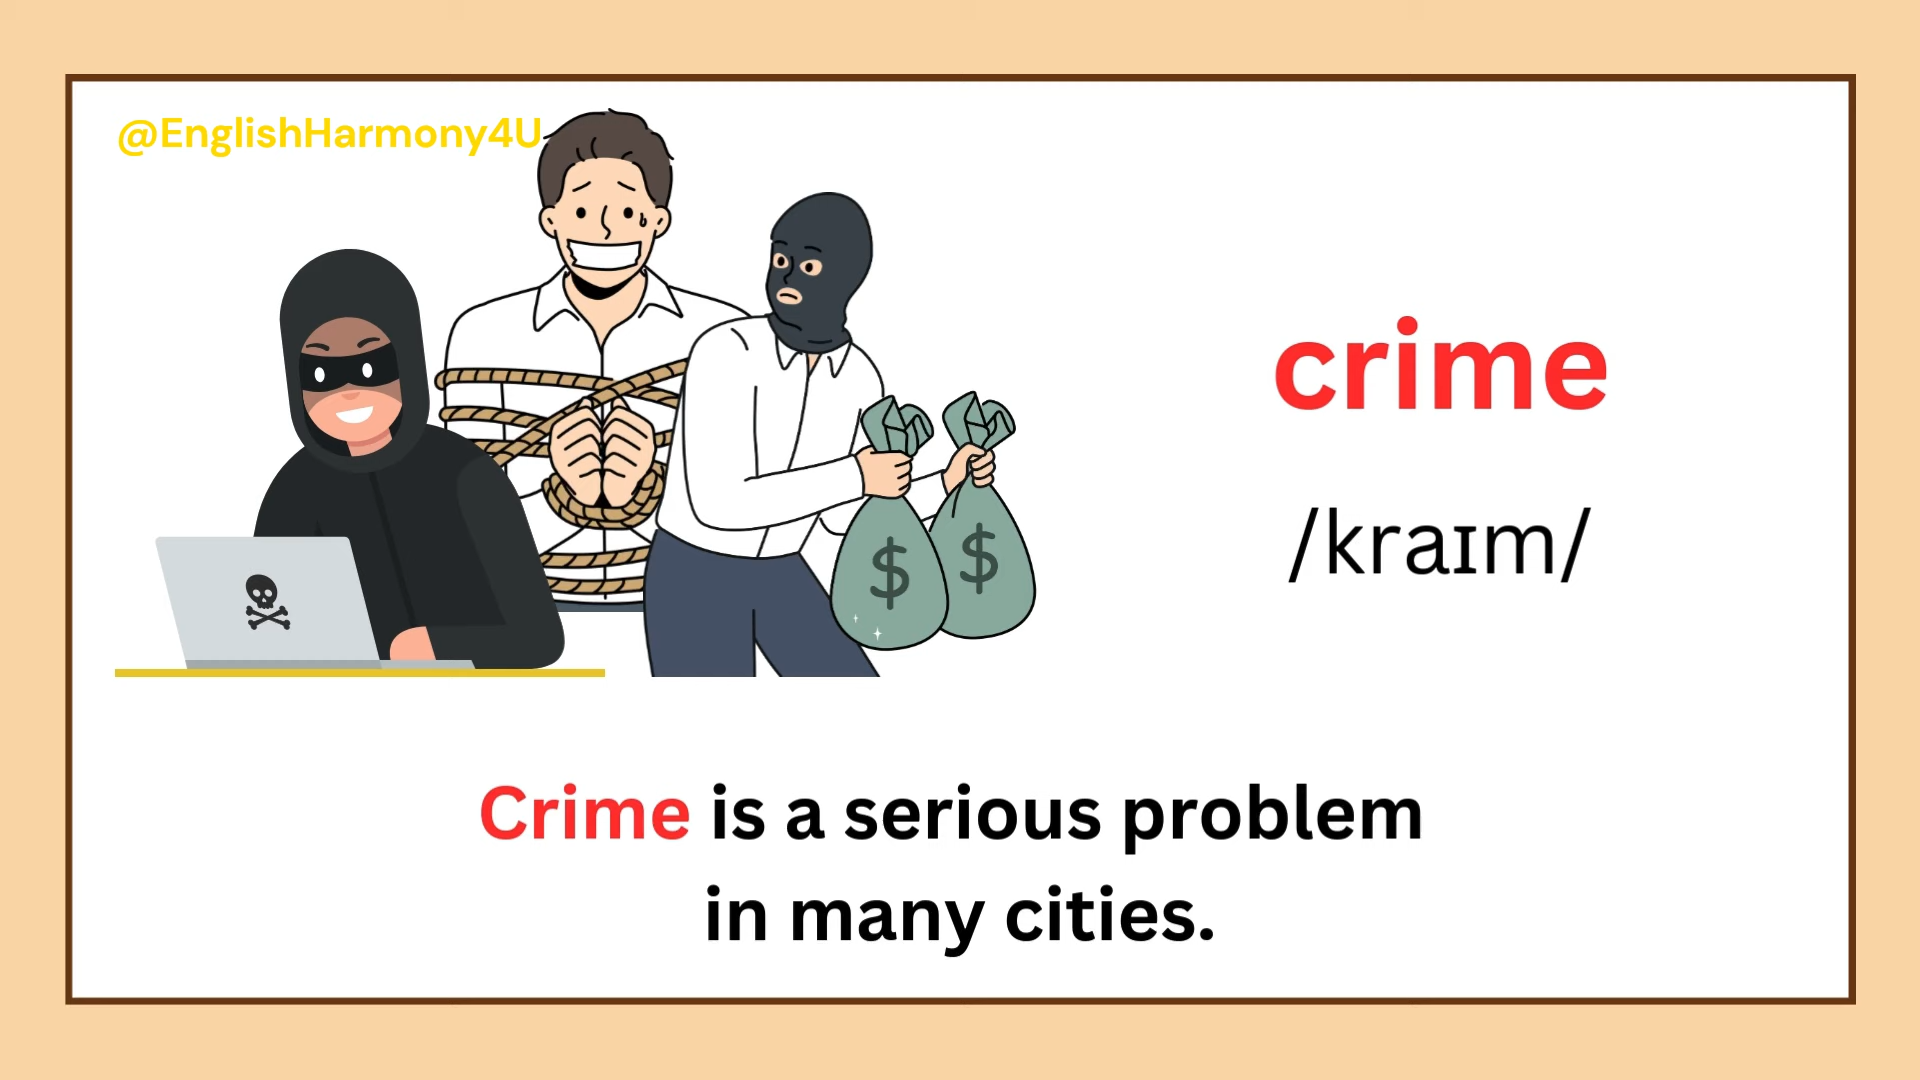 @EnglishHarmony4U
crime
/kraɪm/
$ $
Crime is a serious problem
in many cities.